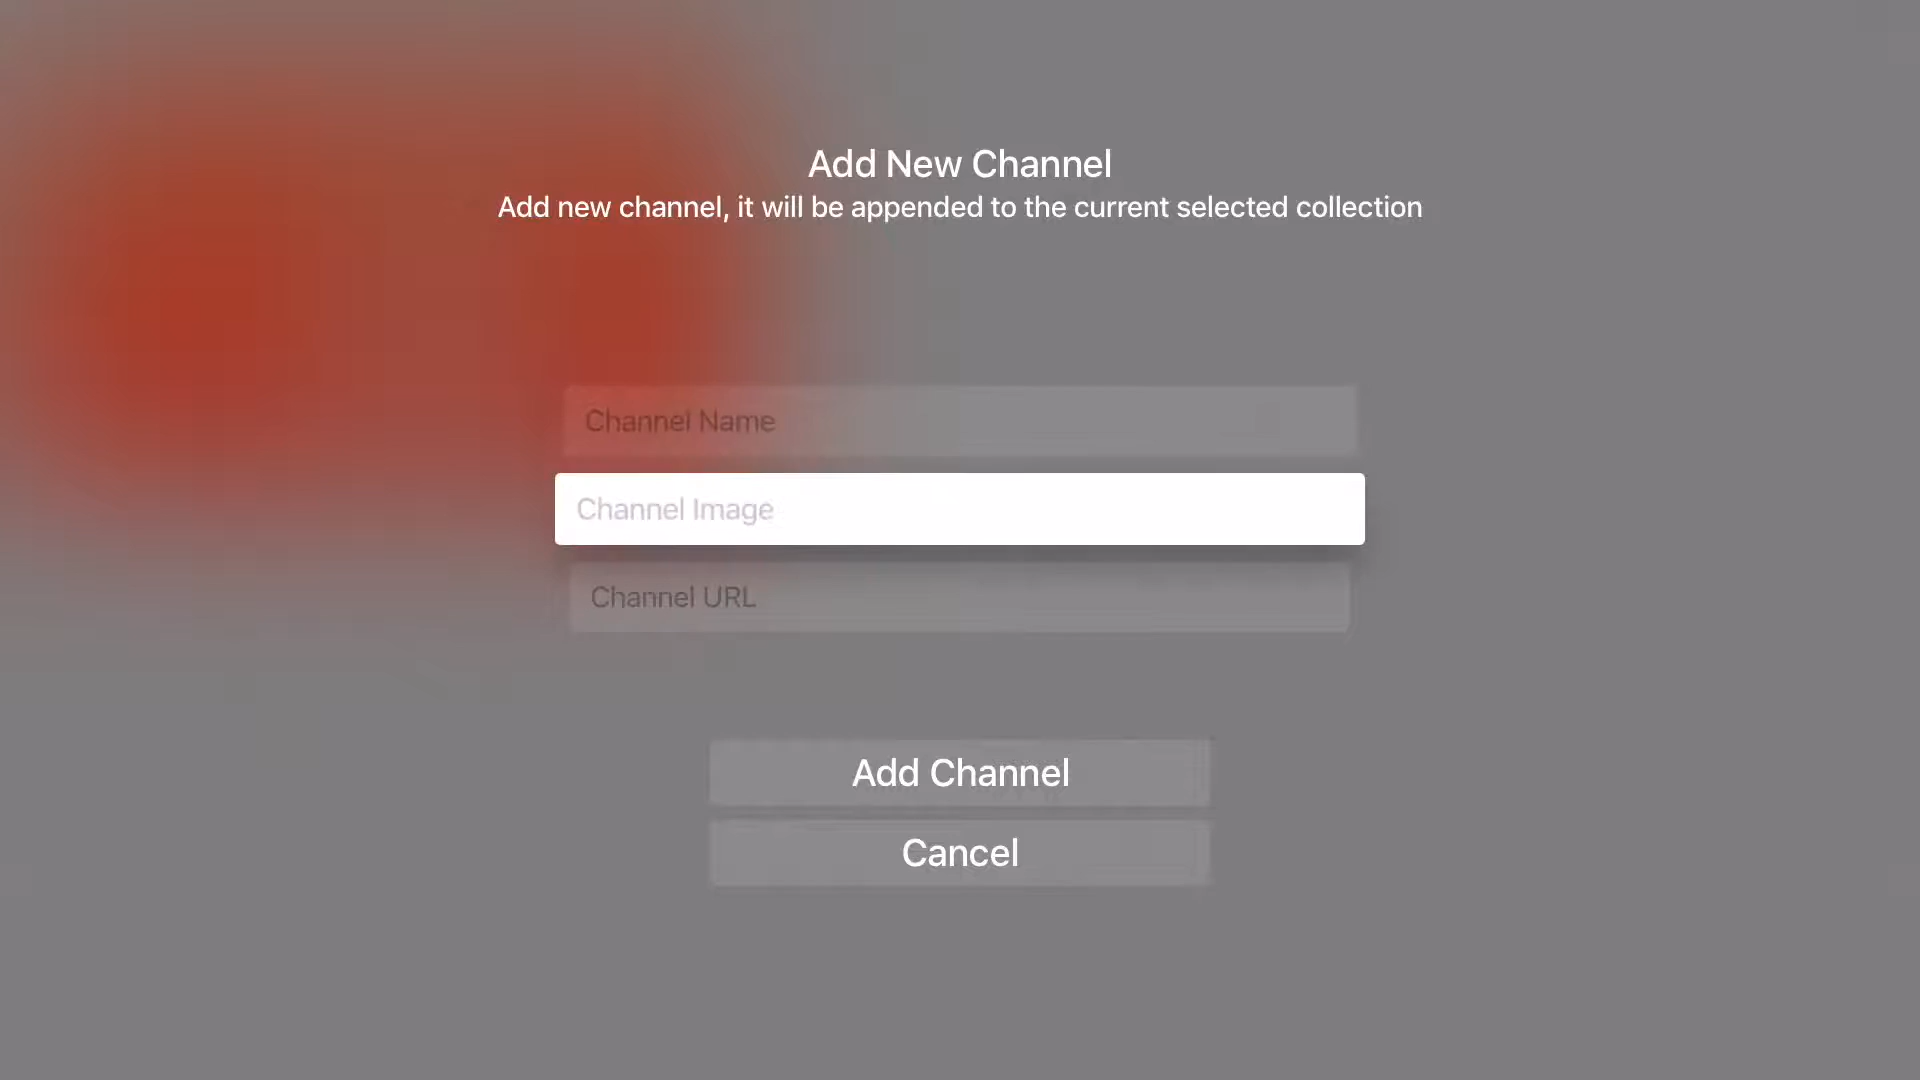 Add New Channel
Add new channel, it will be appended to the current selected collection
Channel Name
Channel Image
Channel URL
Add Channel
Cancel